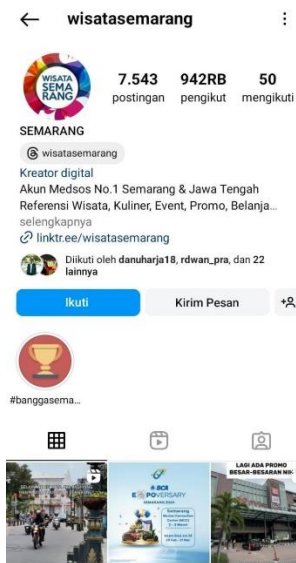 wisatasemarang
WISATA
SEMA
RANG
7.543 942RB 50
postingan pengikut mengikuti
SEMARANG
wisatasemarang
Kreator digital
Akun Medsos No.1 Semarang & Jawa Tengah
Referensi Wisata, Kuliner, Event, Promo, Belanja...
selengkapnya
linktr.ee/wisatasemarang
Diikuti oleh danuharja18, rdwan_pra, dan 22
lainnya
Ikuti Kirim Pesan
#banggasema...
BCA
EXPOVERSARY
SEMARANG 2024
Semarang
LAGI ADA PROMO
BESAR-BESARAN NIH